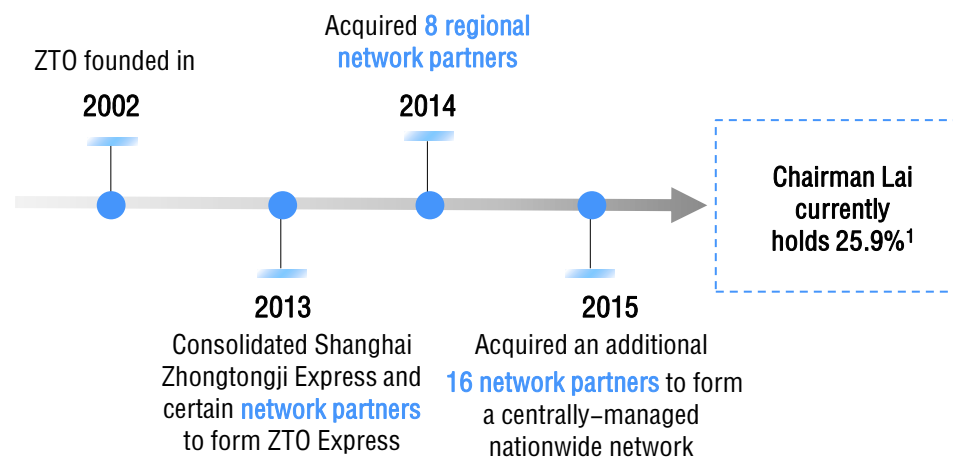 ZTO founded in
2002
2013
Consolidated Shanghai
Zhongtongji Express and
certain network partners
to form ZTO Express
Acquired 8 regional
network partners
2014
2015
Acquired an additional
16 network partners to form
a centrally–managed
nationwide network
Chairman Lai
currently
holds 25.9%¹